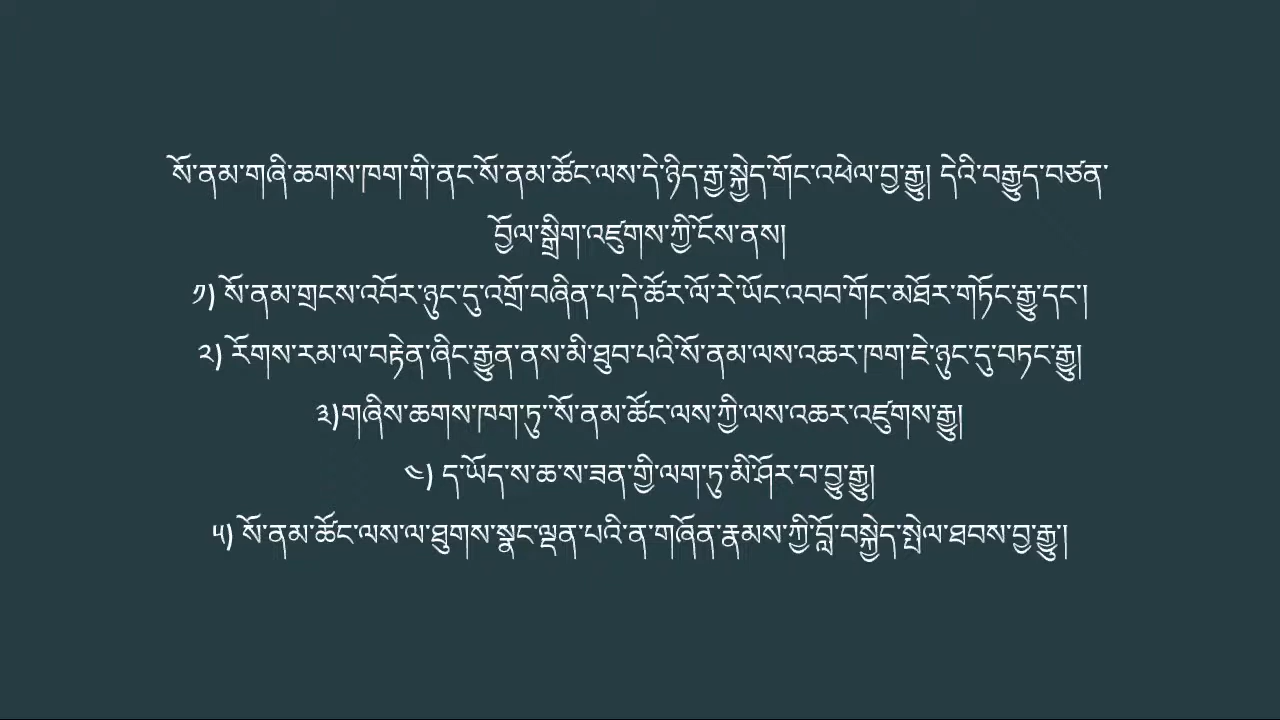 སོ་ནམ་གཞི་ཆགས་ཁག་གི་ནང་སོ་ནམ་ཚོང་ལས་དེ་ཉིད་རྒྱ་སྐྱེད་གོང་འཕེལ་བྱ་རྒྱུ། དེའི་བརྒྱུད་བཙན་
བྱོལ་སྒྲིག་འཛུགས་ཀྱི་ངོས་ནས།
༡) སོ་ནམ་གྲངས་འབོར་ཉུང་དུ་འགྲོ་བཞིན་པ་དེ་ཚོར་ལོ་རེ་ཡོང་འབབ་གོང་མཐོར་གཏོང་རྒྱུ་དང་།
༢) རོགས་རམ་ལ་བརྟེན་ཞིང་རྒྱུན་ནས་མི་ཐུབ་པའི་སོ་ནམ་ལས་འཆར་ཁག་ཇེ་ཉུང་དུ་བཏང་རྒྱུ།
༣)གཞིས་ཆགས་ཁག་ཏུ་་སོ་ནམ་ཚོང་ལས་ཀྱི་ལས་འཆར་འཛུགས་རྒྱུ།
༤) ད་ཡོད་ས་ཆ་ས་ཟན་གྱི་ལག་ཏུ་མི་ཤོར་བ་བྱུ་རྒྱུ།
༥) སོ་ནམ་ཚོང་ལས་ལ་ཐུགས་སྣང་ལྡན་པའི་ན་གཞོན་རྣམས་ཀྱི་བློ་བསྐྱེད་སྤེལ་ཐབས་བྱ་རྒྱུ་།